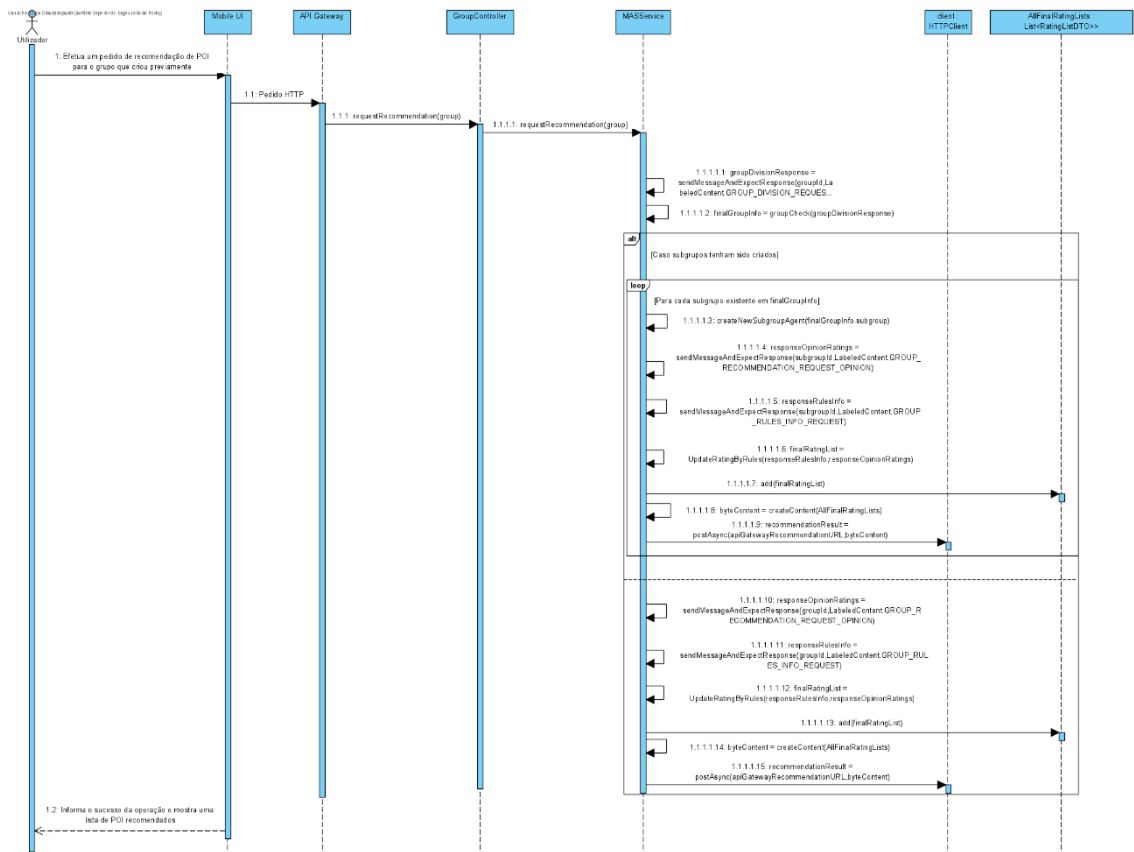 Mobile UI
API Gateway
GroupController
MASService
client :
HTTPClient
AllFinalRatingLists :
List<RatingListDTO>>
Utilizador
1: Efetua um pedido de recomendação de POI
para o grupo que criou previamente
1.1: Pedido HTTP
1.1.1: requestRecommendation(group)
1.1.1.1: requestRecommendation(group)
1.1.1.1.1: groupDivisionResponse =
sendMessageAndExpectResponse(groupId,La
beledContent.GROUP_DIVISION_REQUES...
1.1.1.1.2: finalGroupInfo = groupCheck(groupDivisionResponse)
alt
[Caso subgrupos tenham sido criados]
loop
[Para cada subgrupo existente em finalGroupInfo]
1.1.1.1.3: createNewSubgroupAgent(finalGroupInfo.subgroup)
1.1.1.1.4: responseOpinionRatings =
sendMessageAndExpectResponse(subgroupId,LabeledContent.GROUP_
RECOMMENDATION_REQUEST_OPINION)
1.1.1.1.5: responseRulesInfo =
sendMessageAndExpectResponse(subgroupId,LabeledContent.GROUP
_RULES_INFO_REQUEST)
1.1.1.1.6: finalRatingList =
UpdateRatingByRules(responseRulesInfo,responseOpinionRatings)
1.1.1.1.7: add(finalRatingList)
1.1.1.1.8: byteContent = createContent(AllFinalRatingLists)
1.1.1.1.9: recommendationResult =
postAsync(apiGatewayRecommendationURL,byteContent)
1.1.1.1.10: responseOpinionRatings =
sendMessageAndExpectResponse(groupId,LabeledContent.GROUP_R
ECOMMENDATION_REQUEST_OPINION)
1.1.1.1.11: responseRulesInfo =
sendMessageAndExpectResponse(groupId,LabeledContent.GROUP_RUL
ES_INFO_REQUEST)
1.1.1.1.12: finalRatingList =
UpdateRatingByRules(responseRulesInfo,responseOpinionRatings)
1.1.1.1.13: add(finalRatingList)
1.1.1.1.14: byteContent = createContent(AllFinalRatingLists)
1.1.1.1.15: recommendationResult =
postAsync(apiGatewayRecommendationURL,byteContent)
1.2: Informa o sucesso da operação e mostra uma
lista de POI recomendados